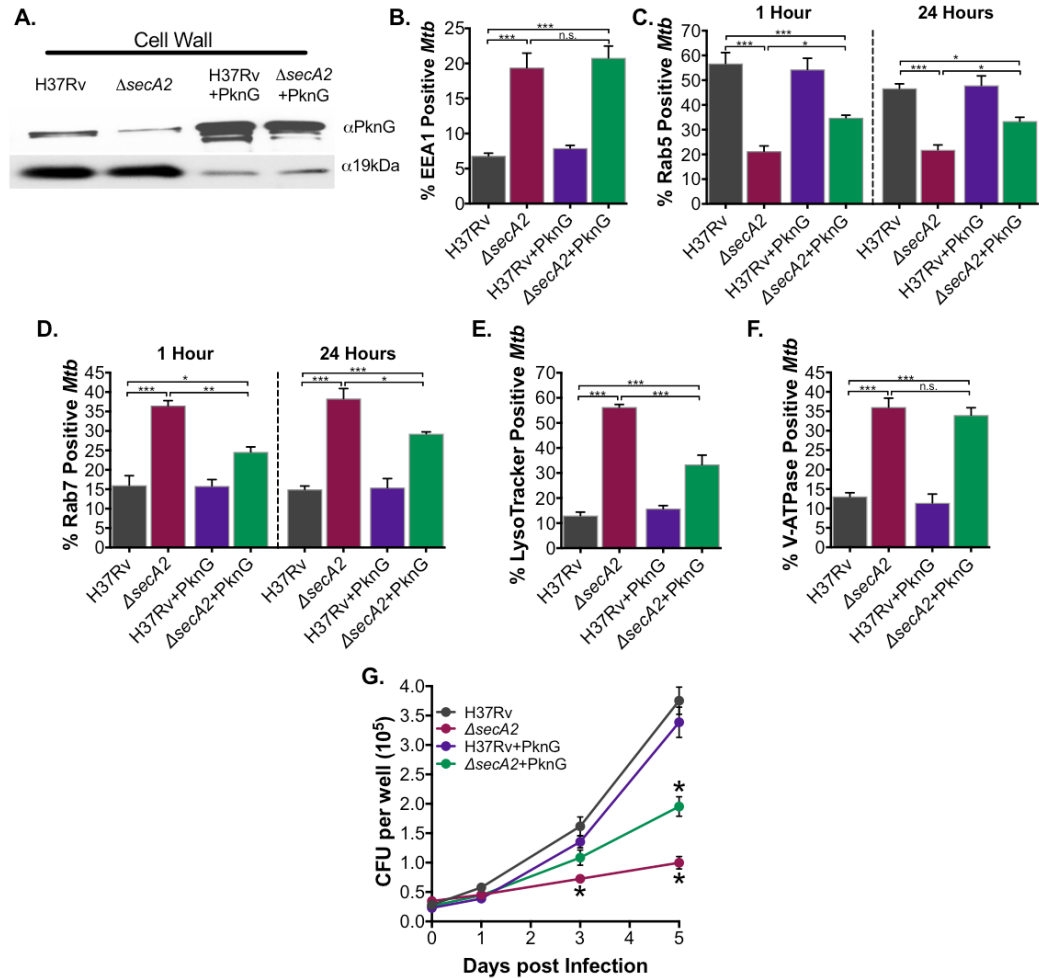 A.
Cell Wall
H37Rv ΔsecA2 H37Rv +PknG ΔsecA2 +PknG
αPknG
α19kDa
B.
% EEA1 Positive Mtb
25
20
15
10
5
0
*** 
*** n.s.
H37Rv
ΔsecA2
H37Rv+PknG
ΔsecA2+PknG
C.
1 Hour 24 Hours
% Rab5 Positive Mtb
70
60
50
40
30
20
10
0
***
*** *
*
*** *
H37Rv
ΔsecA2
H37Rv+PknG
ΔsecA2+PknG
H37Rv
ΔsecA2
H37Rv+PknG
ΔsecA2+PknG
D.
1 Hour 24 Hours
% Rab7 Positive Mtb
45
40
35
30
25
20
15
10
5
0
*
*** **
***
*** *
H37Rv
ΔsecA2
H37Rv+PknG
ΔsecA2+PknG
H37Rv
ΔsecA2
H37Rv+PknG
ΔsecA2+PknG
E.
% LysoTracker Positive Mtb
70
60
50
40
30
20
10
0
***
*** ***
H37Rv
ΔsecA2
H37Rv+PknG
ΔsecA2+PknG
F.
% V-ATPase Positive Mtb
45
40
35
30
25
20
15
10
5
0
***
*** n.s.
H37Rv
ΔsecA2
H37Rv+PknG
ΔsecA2+PknG
G.
CFU per well (10⁵)
4.0
3.5
3.0
2.5
2.0
1.5
1.0
0.5
0.0
H37Rv
ΔsecA2
H37Rv+PknG
ΔsecA2+PknG
*
*
*
0 1 2 3 4 5
Days post Infection